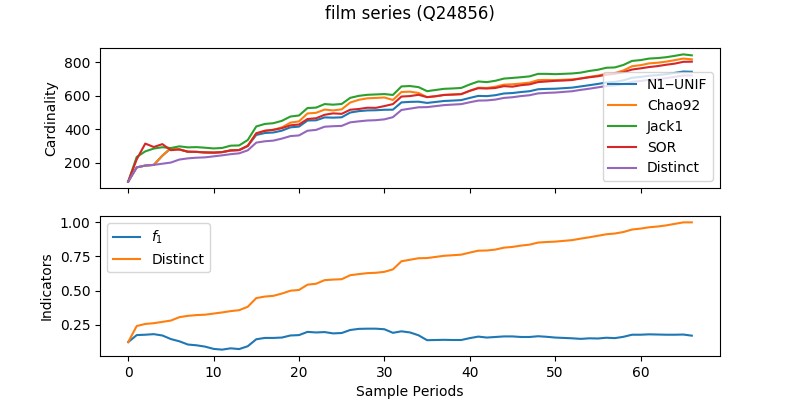 film series (Q24856)
Cardinality
800
600
400
200
N1-UNIF
Chao92
Jack1
SOR
Distinct
Indicators
1.00
0.75
0.50
0.25
f1
Distinct
0 10 20 30 40 50 60
Sample Periods